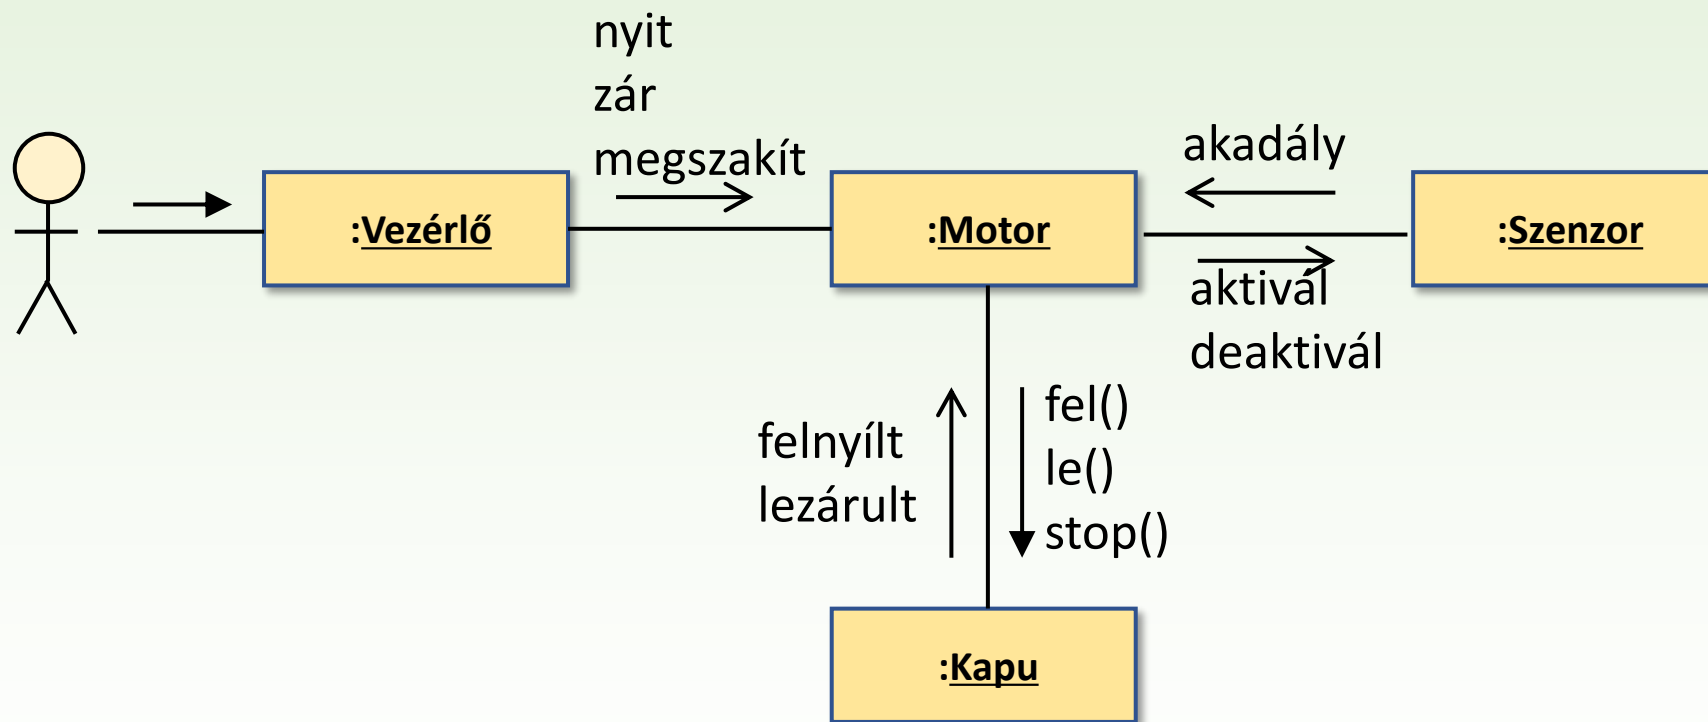 nyit
zár
megszakít
akadály
:Vezérlő
:Motor
:Szenzor
aktivál
deaktivál
felnyílt
lezárult
fel()
le()
stop()
:Kapu